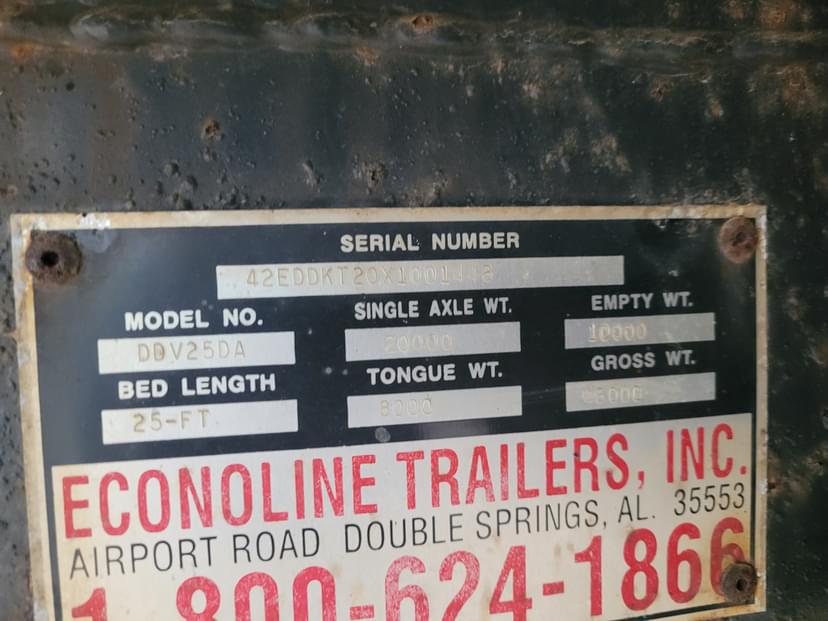 SERIAL NUMBER
MODEL NO. SINGLE AXLE WT. EMPTY WT.
DDV25DA 20000 10000
BED LENGTH TONGUE WT. GROSS WT.
25-FT 8000
ECONOLINE TRAILERS, INC.
AIRPORT ROAD DOUBLE SPRINGS, AL. 35553
1-800-624-1866